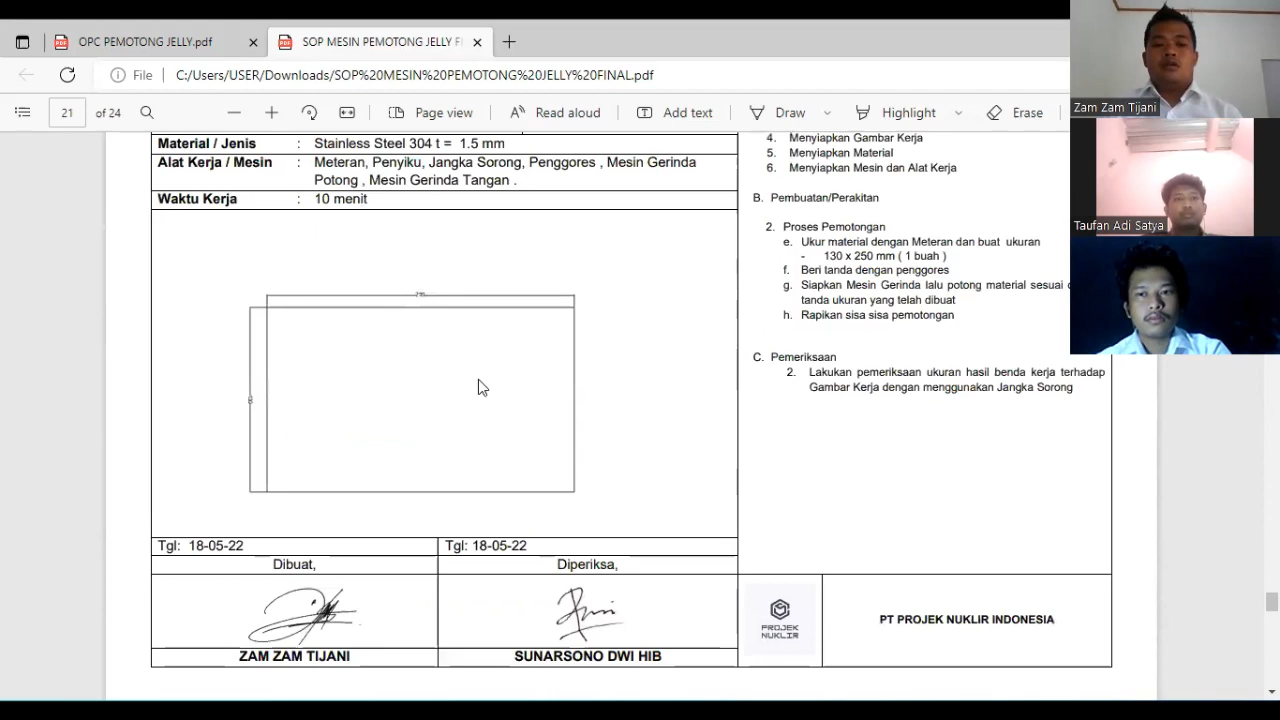 OPC PEMOTONG JELLY.pdf
SOP MESIN PEMOTONG JELLY F
File
C:/Users/USER/Downloads/SOP%20MESIN%20PEMOTONG%20JELLY%20FINAL.pdf
21 of 24
Page view
Read aloud
Add text
Draw
Highlight
Erase
Zam Zam Tijani
Taufan Adi Satya
Material / Jenis : Stainless Steel 304 t = 1.5 mm
Alat Kerja / Mesin : Meteran, Penyiku, Jangka Sorong, Penggores , Mesin Gerinda
Potong , Mesin Gerinda Tangan .
Waktu Kerja : 10 menit
4. Menyiapkan Gambar Kerja
5. Menyiapkan Material
6. Menyiapkan Mesin dan Alat Kerja
B. Pembuatan/Perakitan
2. Proses Pemotongan
e. Ukur material dengan Meteran dan buat ukuran
- 130 x 250 mm ( 1 buah )
f. Beri tanda dengan penggores
g. Siapkan Mesin Gerinda lalu potong material sesuai
tanda ukuran yang telah dibuat
h. Rapikan sisa sisa pemotongan
C. Pemeriksaan
2. Lakukan pemeriksaan ukuran hasil benda kerja terhadap
Gambar Kerja dengan menggunakan Jangka Sorong
Tgl: 18-05-22
Tgl: 18-05-22
Dibuat,
Diperiksa,
ZAM ZAM TIJANI
SUNARSONO DWI HIB
PROJEK
NUKLIR
PT PROJEK NUKLIR INDONESIA